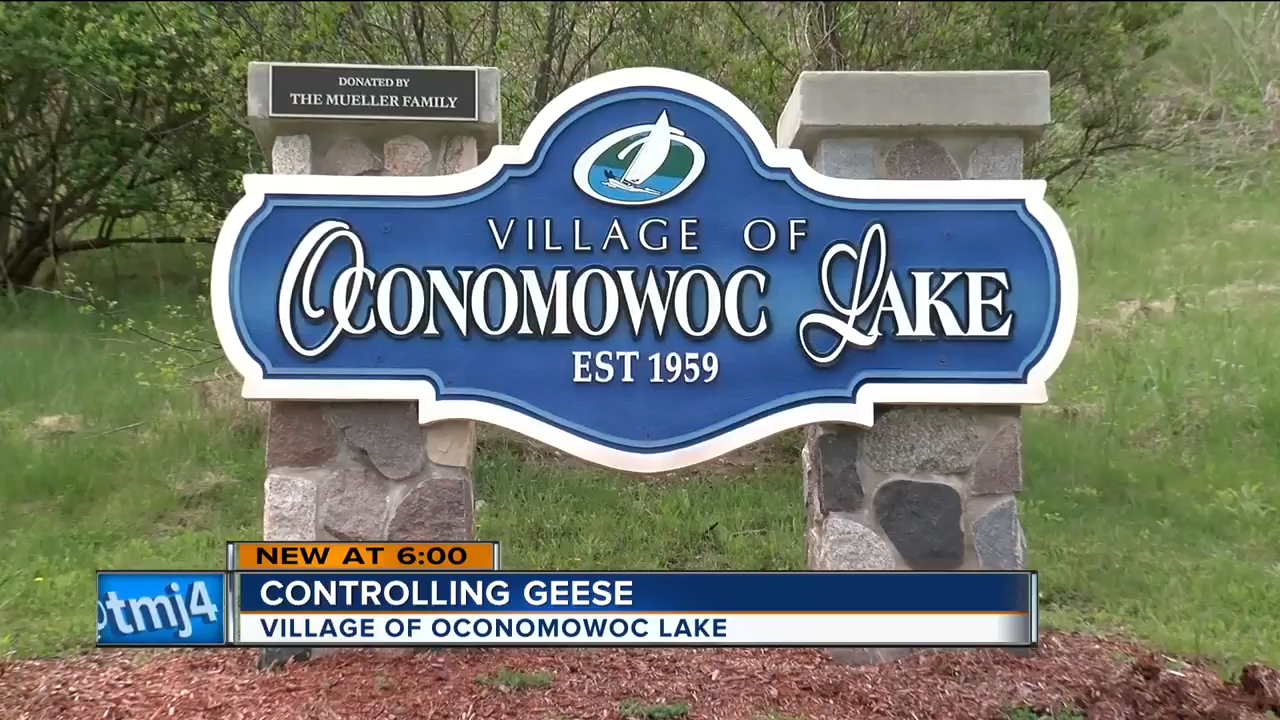 DONATED BY
THE MUELLER FAMILY
VILLAGE OF
OCONOMOWOC LAKE
EST 1959
NEW AT 6:00
tmj4
CONTROLLING GEESE
VILLAGE OF OCONOMOWOC LAKE